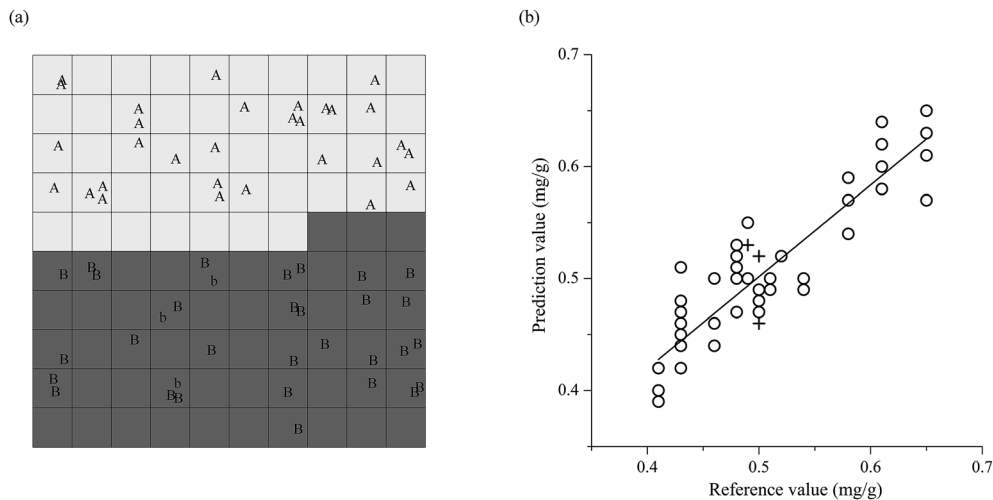 (a)
A A A A
A A A A A A A A A
A A A A A A A A
A A A A A A A A A
B B B B b B B B B
b B B B B B
B B B B B B B B
B B B b B B B B B
B
(b)
0.7
0.6
0.5
0.4
Prediction value (mg/g)
0.4 0.5 0.6 0.7
Reference value (mg/g)